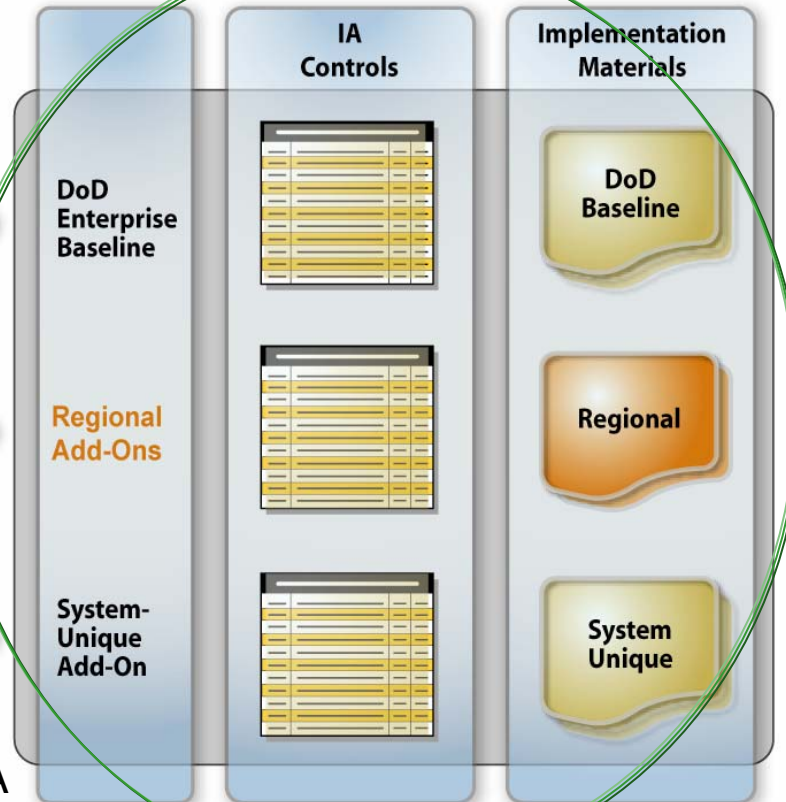 IA
Controls
Implementation
Materials
DoD
Enterprise
Baseline
DoD
Baseline
Regional
Add-Ons
Regional
System-
Unique
Add-On
System
Unique
A